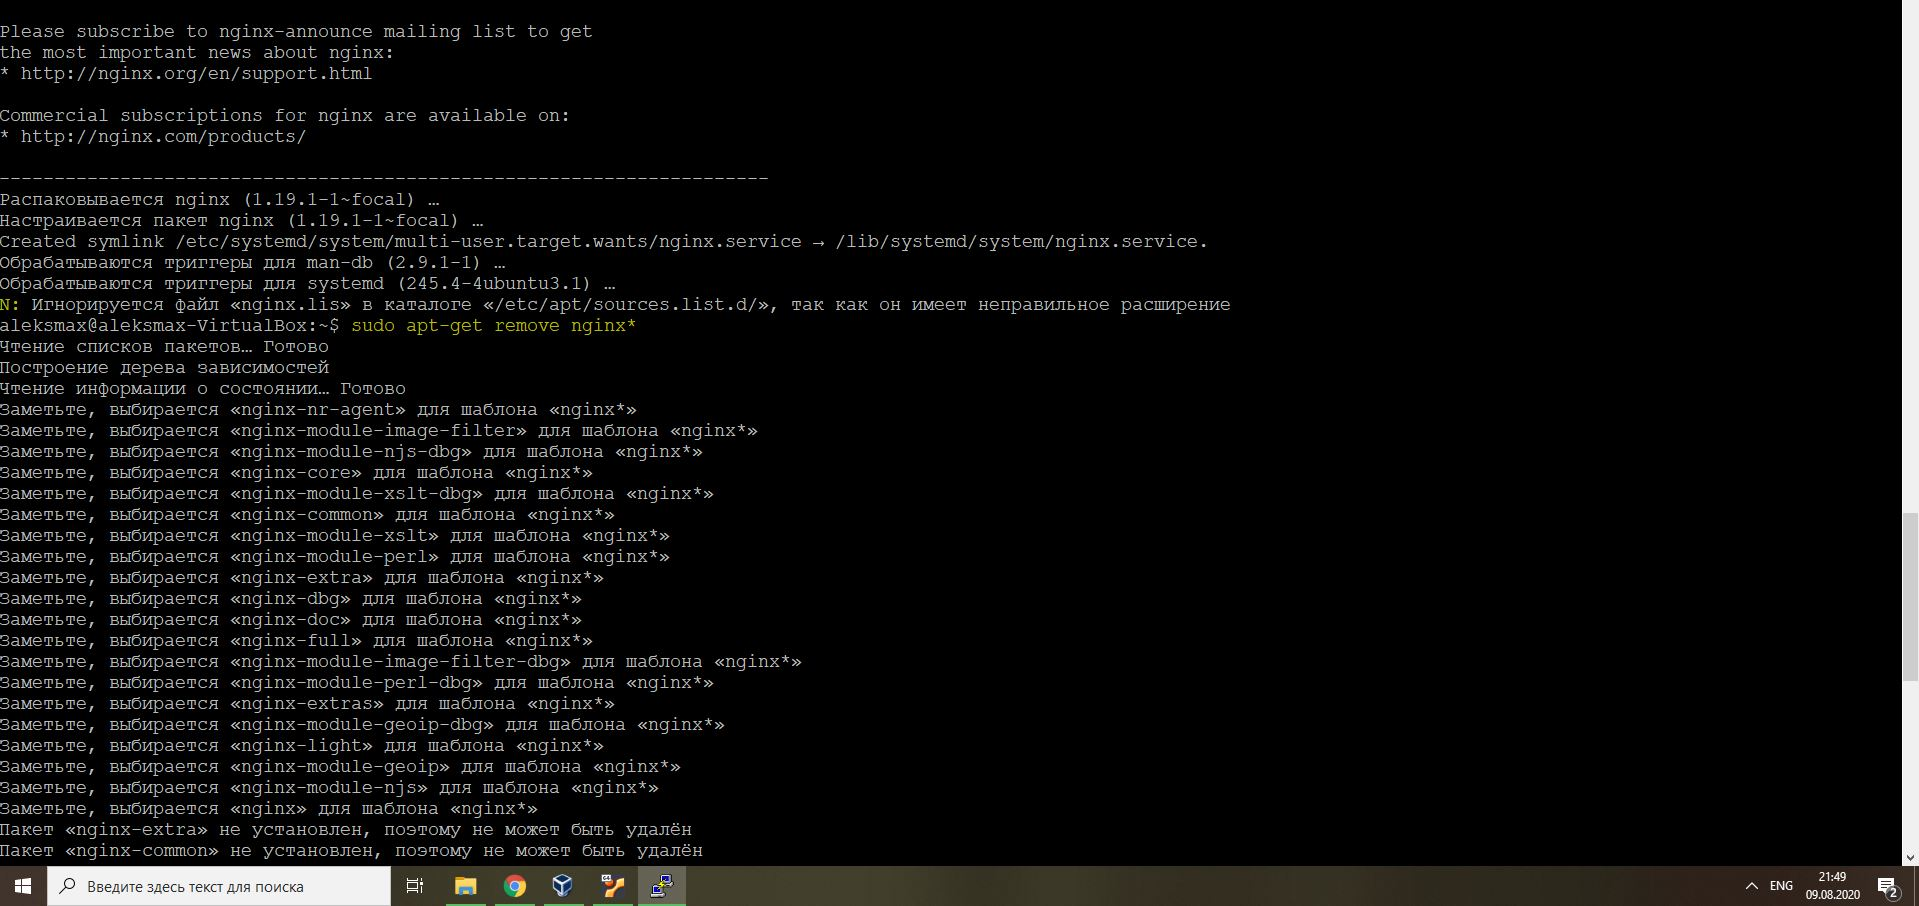 Please subscribe to nginx-announce mailing list to get
the most important news about nginx:
* http://nginx.org/en/support.html
Commercial subscriptions for nginx are available on:
* http://nginx.com/products/
----------------------------------------------------------------------
Распаковывается nginx (1.19.1-1~focal) …
Настраивается пакет nginx (1.19.1-1~focal) …
Created symlink /etc/systemd/system/multi-user.target.wants/nginx.service → /lib/systemd/system/nginx.service.
Обрабатываются триггеры для man-db (2.9.1-1) …
Обрабатываются триггеры для systemd (245.4-4ubuntu3.1) …
N: Игнорируется файл «nginx.lis» в каталоге «/etc/apt/sources.list.d/», так как он имеет неправильное расширение
aleksmax@aleksmax-VirtualBox:~$ sudo apt-get remove nginx*
Чтение списков пакетов… Готово
Построение дерева зависимостей
Чтение информации о состоянии… Готово
Заметьте, выбирается «nginx-nr-agent» для шаблона «nginx*»
Заметьте, выбирается «nginx-module-image-filter» для шаблона «nginx*»
Заметьте, выбирается «nginx-module-njs-dbg» для шаблона «nginx*»
Заметьте, выбирается «nginx-core» для шаблона «nginx*»
Заметьте, выбирается «nginx-module-xslt-dbg» для шаблона «nginx*»
Заметьте, выбирается «nginx-common» для шаблона «nginx*»
Заметьте, выбирается «nginx-module-xslt» для шаблона «nginx*»
Заметьте, выбирается «nginx-module-perl» для шаблона «nginx*»
Заметьте, выбирается «nginx-extra» для шаблона «nginx*»
Заметьте, выбирается «nginx-dbg» для шаблона «nginx*»
Заметьте, выбирается «nginx-doc» для шаблона «nginx*»
Заметьте, выбирается «nginx-full» для шаблона «nginx*»
Заметьте, выбирается «nginx-module-image-filter-dbg» для шаблона «nginx*»
Заметьте, выбирается «nginx-module-perl-dbg» для шаблона «nginx*»
Заметьте, выбирается «nginx-extras» для шаблона «nginx*»
Заметьте, выбирается «nginx-module-geoip-dbg» для шаблона «nginx*»
Заметьте, выбирается «nginx-light» для шаблона «nginx*»
Заметьте, выбирается «nginx-module-geoip» для шаблона «nginx*»
Заметьте, выбирается «nginx-module-njs» для шаблона «nginx*»
Заметьте, выбирается «nginx» для шаблона «nginx*»
Пакет «nginx-extra» не установлен, поэтому не может быть удалён
Пакет «nginx-common» не установлен, поэтому не может быть удалён
Введите здесь текст для поиска
64
ENG
21:49
09.08.2020
2